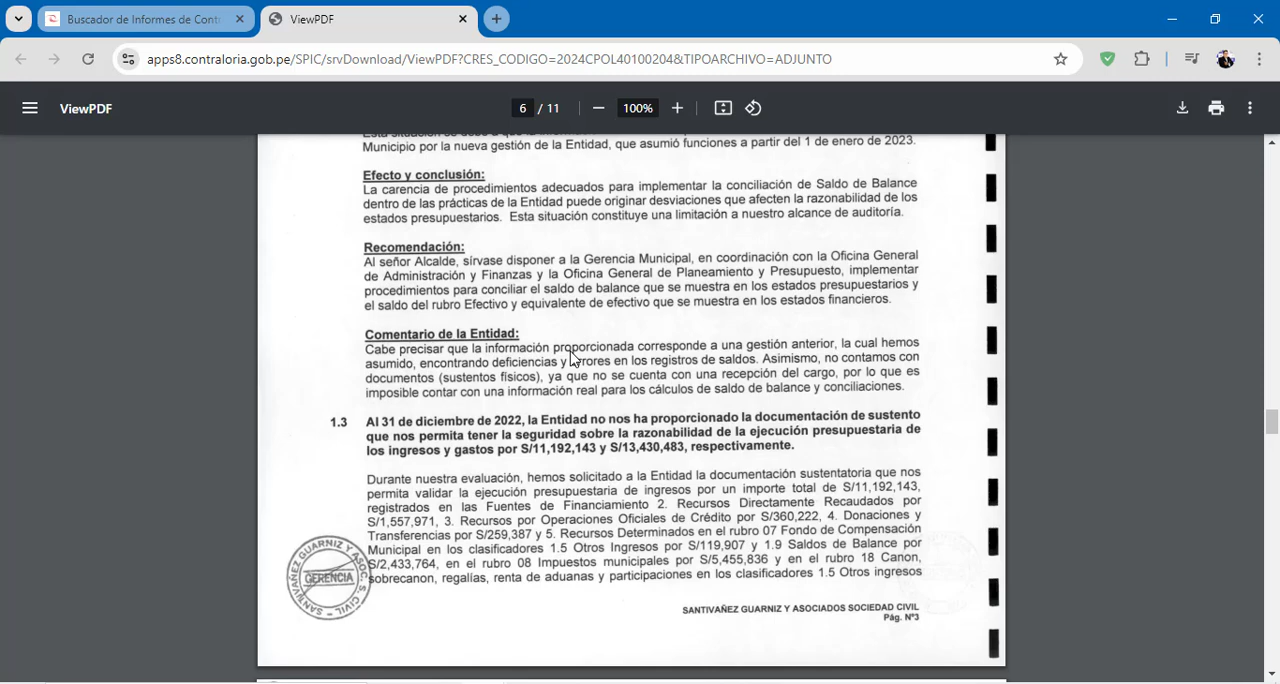 Buscador de Informes de Contr
ViewPDF
apps8.contraloria.gob.pe/SPIC/srvDownload/ViewPDF?CRES_CODIGO=2024CPOL40100204&TIPOARCHIVO=ADJUNTO
ViewPDF
6 / 11
100%
Municipio por la nueva gestión de la Entidad, que asumió funciones a partir del 1 de enero de 2023.
Efecto y conclusión:
La carencia de procedimientos adecuados para implementar la conciliación de Saldo de Balance
dentro de las prácticas de la Entidad puede originar desviaciones que afecten la razonabilidad de los
estados presupuestarios. Esta situación constituye una limitación a nuestro alcance de auditoría.
Recomendación:
Al señor Alcalde, sírvase disponer a la Gerencia Municipal, en coordinación con la Oficina General
de Administración y Finanzas y la Oficina General de Planeamiento y Presupuesto, implementar
procedimientos para conciliar el saldo de balance que se muestra en los estados presupuestarios y
el saldo del rubro Efectivo y equivalente de efectivo que se muestra en los estados financieros.
Comentario de la Entidad:
Cabe precisar que la información proporcionada corresponde a una gestión anterior, la cual hemos
asumido, encontrando deficiencias y errores en los registros de saldos. Asimismo, no contamos con
documentos (sustentos físicos), ya que no se cuenta con una recepción del cargo, por lo que es
imposible contar con una información real para los cálculos de saldo de balance y conciliaciones.
1.3 Al 31 de diciembre de 2022, la Entidad no nos ha proporcionado la documentación de sustento
que nos permita tener la seguridad sobre la razonabilidad de la ejecución presupuestaria de
los ingresos y gastos por S/11,192,143 y S/13,430,483, respectivamente.
Durante nuestra evaluación, hemos solicitado a la Entidad la documentación sustentatoria que nos
permita validar la ejecución presupuestaria de ingresos por un importe total de S/11,192,143,
registrados en las Fuentes de Financiamiento 2. Recursos Directamente Recaudados por
S/1,557,971, 3. Recursos por Operaciones Oficiales de Crédito por S/360,222, 4. Donaciones y
Transferencias por S/259,387 y 5. Recursos Determinados en el rubro 07 Fondo de Compensación
Municipal en los clasificadores 1.5 Otros Ingresos por S/119,907 y 1.9 Saldos de Balance por
S/2,433,764, en el rubro 08 Impuestos municipales por S/5,455,836 y en el rubro 18 Canon,
sobrecanon, regalías, renta de aduanas y participaciones en los clasificadores 1.5 Otros ingresos
SANTIVAÑEZ GUARNIZ Y ASOC. S. CIVIL
GERENCIA
SANTIVAÑEZ GUARNIZ Y ASOCIADOS SOCIEDAD CIVIL
Pág. Nº3